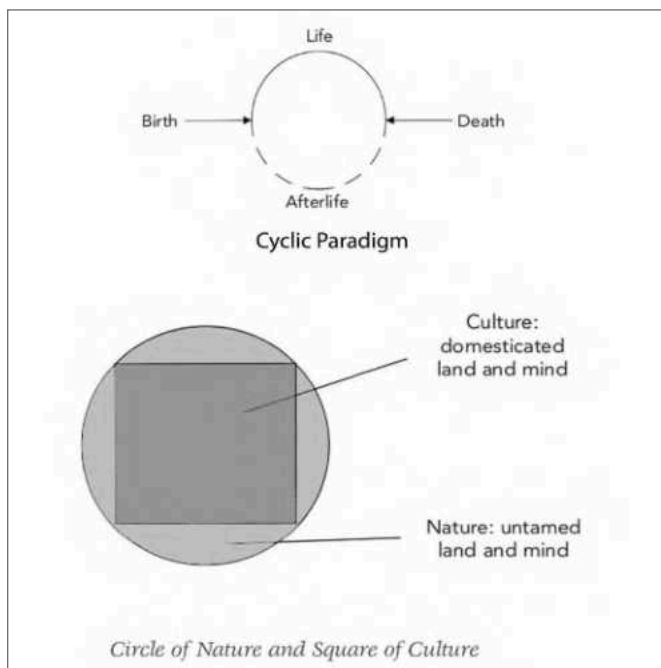 Life
Birth
Death
Afterlife
Cyclic Paradigm
Culture:
domesticated
land and mind
Nature: untamed
land and mind
Circle of Nature and Square of Culture